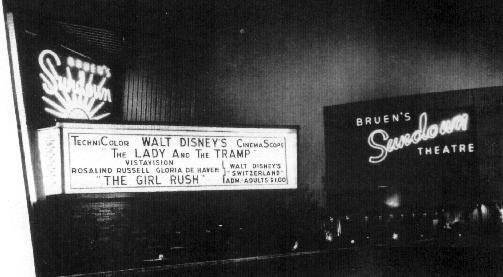 BRUEN'S
Sundown
TECHNICOLOR WALT DISNEY'S CINEMASCOPE
THE LADY AND THE TRAMP
VISTAVISION
ROSALIND RUSSELL GLORIA DE HAVEN
"THE GIRL RUSH"
WALT DISNEY'S
"SWITZERLAND"
ADM.-ADULTS $1.00
BRUEN'S
Sundown
THEATRE